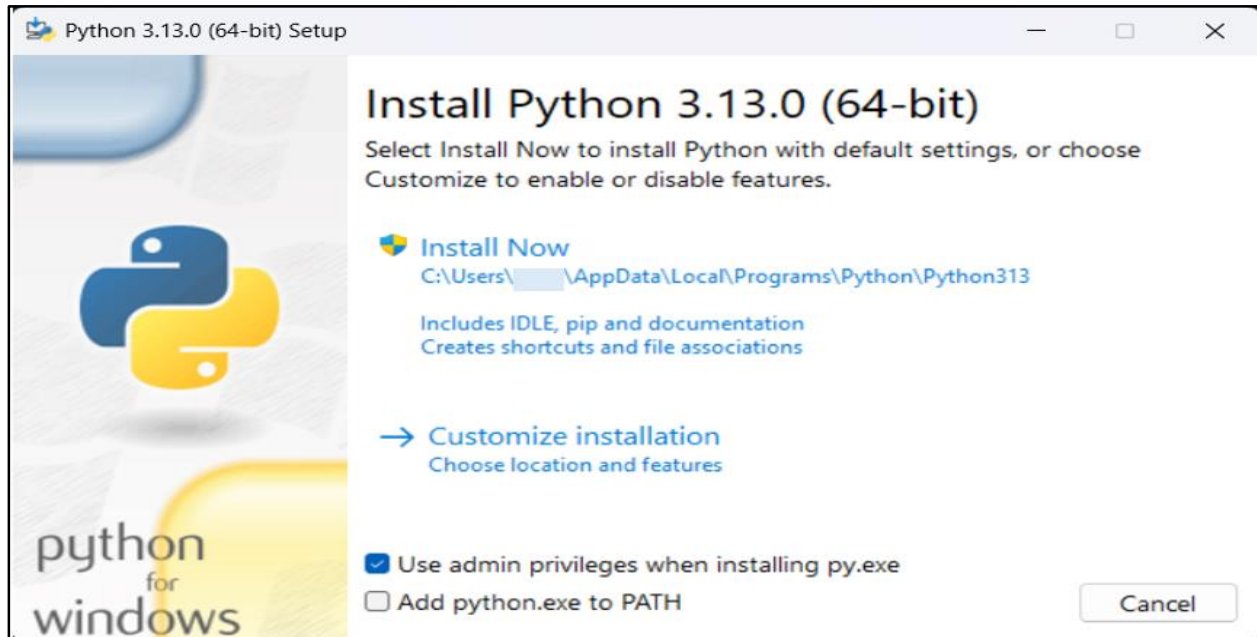 Python 3.13.0 (64-bit) Setup
Install Python 3.13.0 (64-bit)
Select Install Now to install Python with default settings, or choose
Customize to enable or disable features.
Install Now
C:\Users\ \AppData\Local\Programs\Python\Python313
Includes IDLE, pip and documentation
Creates shortcuts and file associations
Customize installation
Choose location and features
python
for
windows
Use admin privileges when installing py.exe
Add python.exe to PATH
Cancel